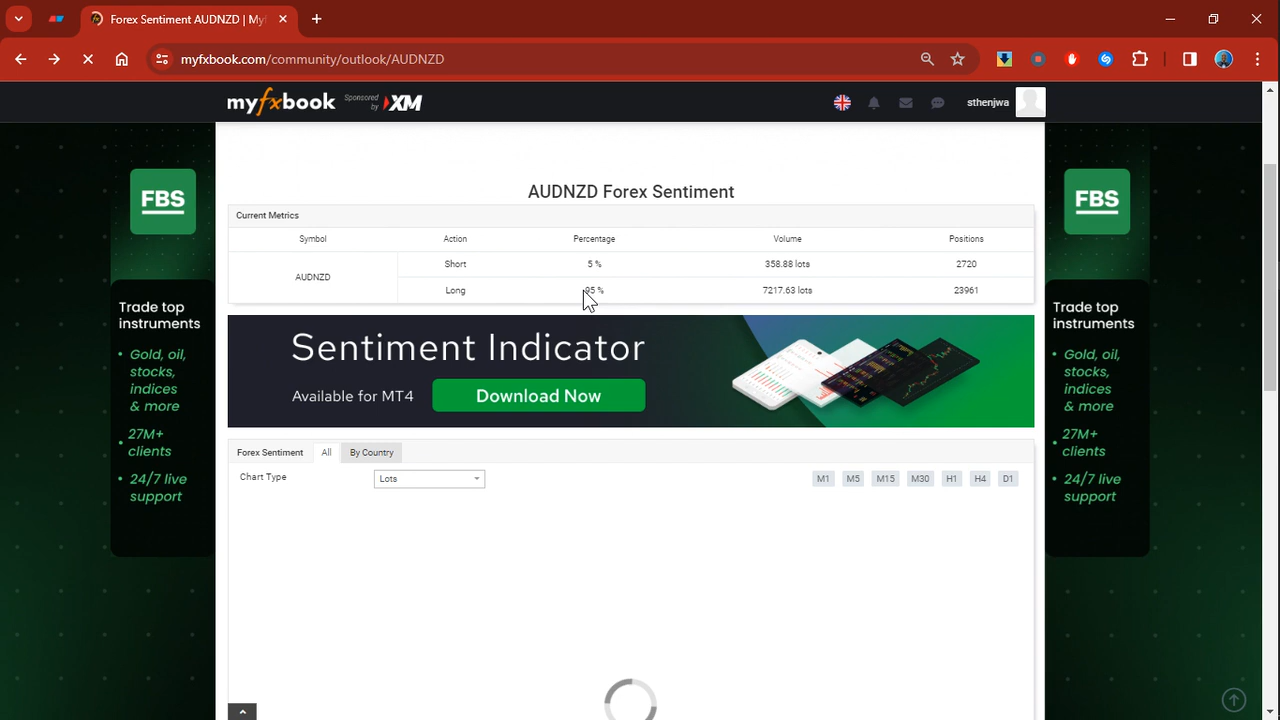 Forex Sentiment AUDNZD | My
myfxbook.com/community/outlook/AUDNZD
myfxbook Sponsored by XM
sthenjwa
FBS
Trade top
instruments
• Gold, oil,
stocks,
indices
& more
• 27M+
clients
• 24/7 live
support
AUDNZD Forex Sentiment
Current Metrics
Symbol Action Percentage Volume Positions
AUDNZD
Short 5 % 358.88 lots 2720
Long 95 % 7217.63 lots 23961
Sentiment Indicator
Available for MT4 Download Now
Forex Sentiment All By Country
Chart Type Lots M1 M5 M15 M30 H1 H4 D1
FBS
Trade top
instruments
• Gold, oil,
stocks,
indices
& more
• 27M+
clients
• 24/7 live
support